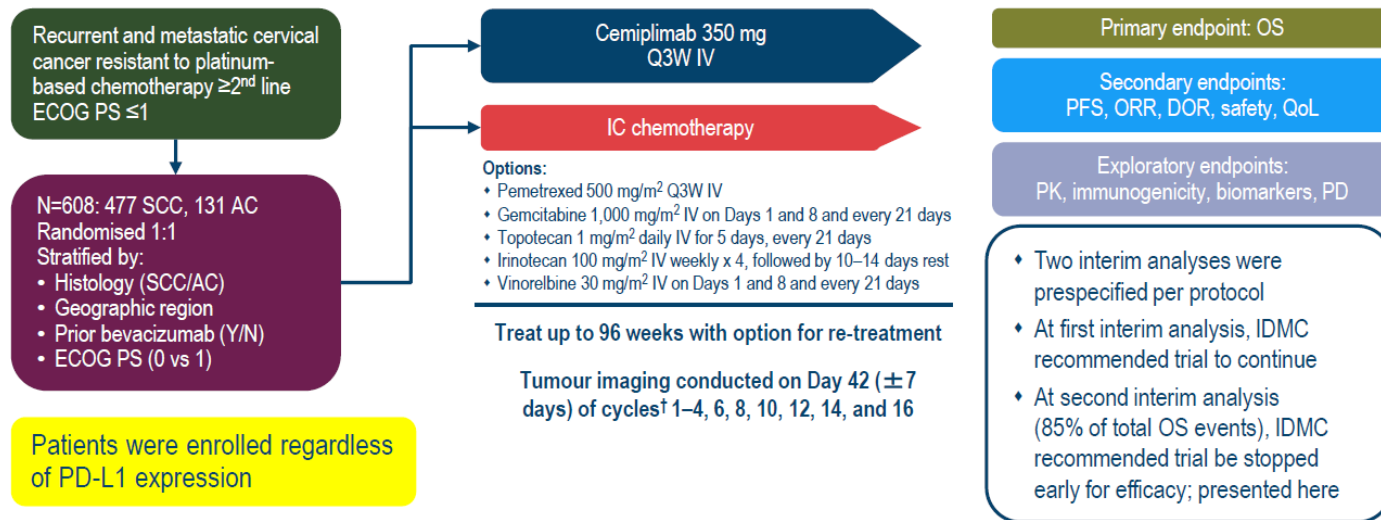 Recurrent and metastatic cervical
cancer resistant to platinum-
based chemotherapy ≥2nd line
ECOG PS ≤1
N=608: 477 SCC, 131 AC
Randomised 1:1
Stratified by:
• Histology (SCC/AC)
• Geographic region
• Prior bevacizumab (Y/N)
• ECOG PS (0 vs 1)
Patients were enrolled regardless
of PD-L1 expression
Cemiplimab 350 mg
Q3W IV
IC chemotherapy
Options:
♦ Pemetrexed 500 mg/m2 Q3W IV
♦ Gemcitabine 1,000 mg/m2 IV on Days 1 and 8 and every 21 days
♦ Topotecan 1 mg/m2 daily IV for 5 days, every 21 days
♦ Irinotecan 100 mg/m2 IV weekly x 4, followed by 10–14 days rest
♦ Vinorelbine 30 mg/m2 IV on Days 1 and 8 and every 21 days
Treat up to 96 weeks with option for re-treatment
Tumour imaging conducted on Day 42 (±7
days) of cycles† 1–4, 6, 8, 10, 12, 14, and 16
Primary endpoint: OS
Secondary endpoints:
PFS, ORR, DOR, safety, QoL
Exploratory endpoints:
PK, immunogenicity, biomarkers, PD
♦ Two interim analyses were
prespecified per protocol
♦ At first interim analysis, IDMC
recommended trial to continue
♦ At second interim analysis
(85% of total OS events), IDMC
recommended trial be stopped
early for efficacy; presented here